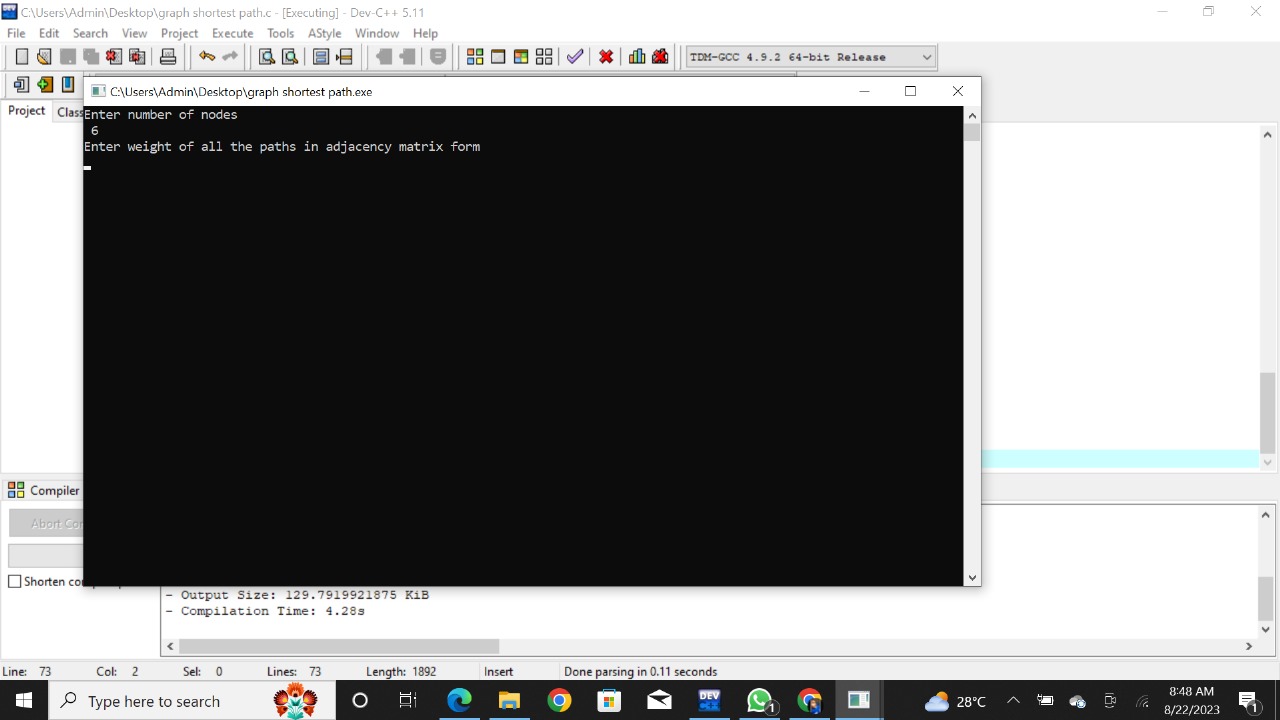 C:\Users\Admin\Desktop\graph shortest path.c - [Executing] - Dev-C++ 5.11
File Edit Search View Project Execute Tools AStyle Window Help
TDM-GCC 4.9.2 64-bit Release
C:\Users\Admin\Desktop\graph shortest path.exe
Project Class
Enter number of nodes
6
Enter weight of all the paths in adjacency matrix form
Compiler
Abort Co
Shorten co
- Output Size: 129.7919921875 KiB
- Compilation Time: 4.28s
Line: 73 Col: 2 Sel: 0 Lines: 73 Length: 1892 Insert Done parsing in 0.11 seconds
Type here to search
DEV
1
28°C
8:48 AM
8/22/2023
1